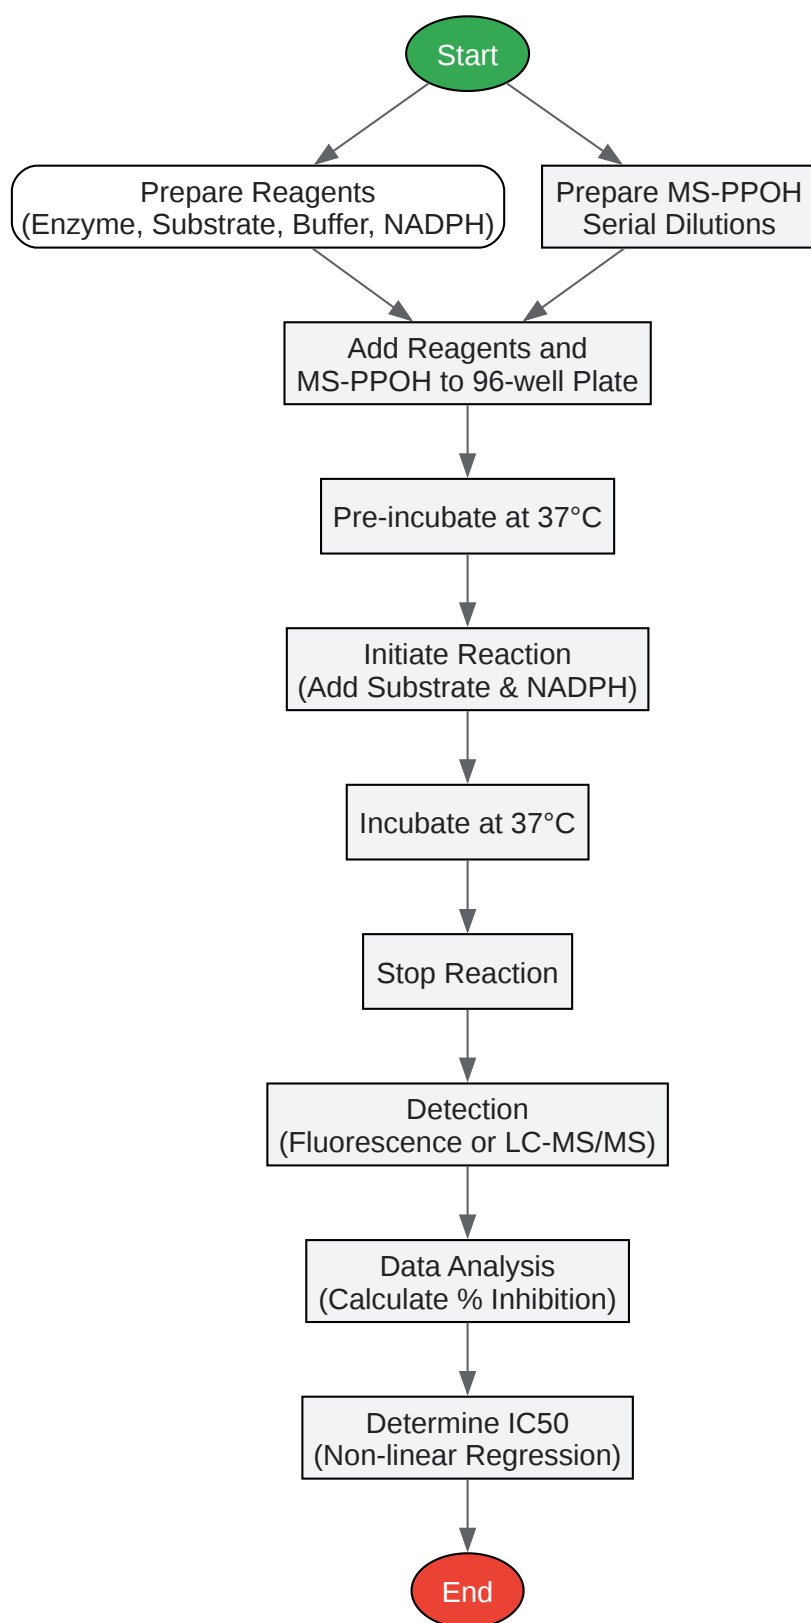 Start
Prepare Reagents
(Enzyme, Substrate, Buffer, NADPH)
Prepare MS-PPOH
Serial Dilutions
Add Reagents and
MS-PPOH to 96-well Plate
Pre-incubate at 37°C
Initiate Reaction
(Add Substrate & NADPH)
Incubate at 37°C
Stop Reaction
Detection
(Fluorescence or LC-MS/MS)
Data Analysis
(Calculate % Inhibition)
Determine IC50
(Non-linear Regression)
End